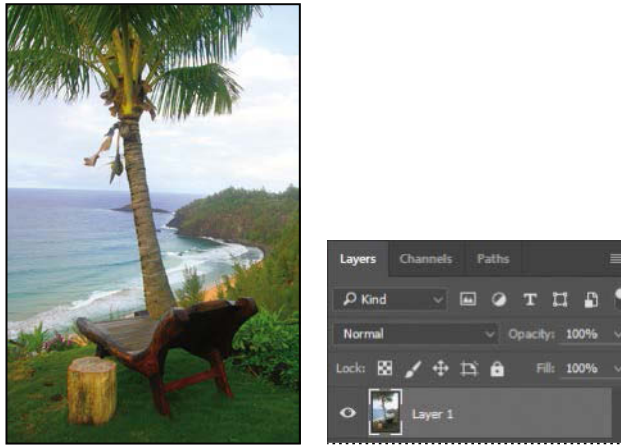 Layers Channels Paths
Kind
Normal Opacity: 100%
Lock: Fill: 100%
Layer 1